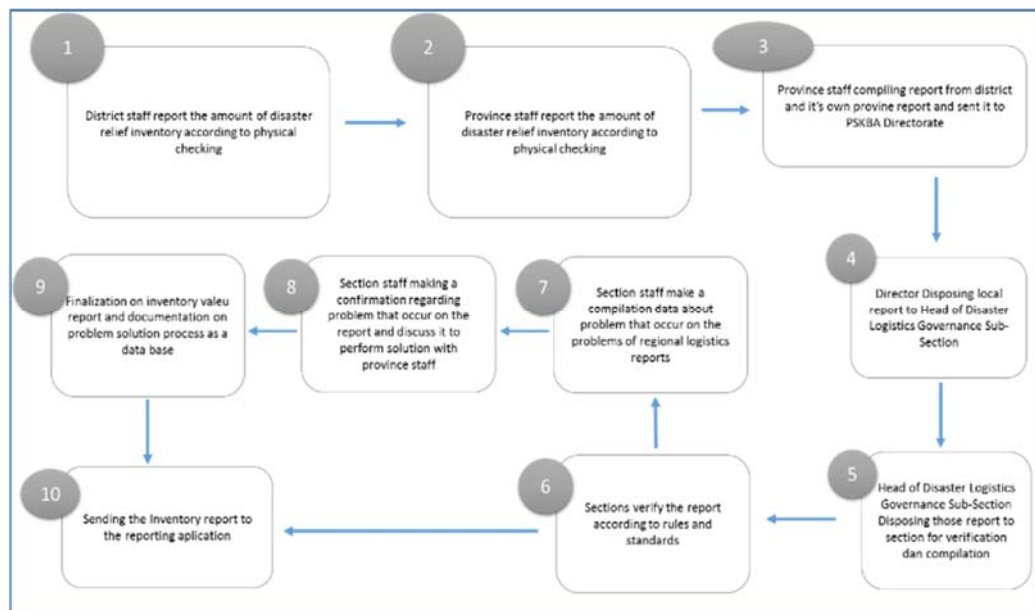 1
District staff report the amount of disaster
relief inventory according to physical
checking
2
Province staff report the amount of
disaster relief inventory according to
physical checking
3
Province staff compiling report from district
and it's own provine report and sent it to
PSKBA Directorate
4
Director Disposing local
report to Head of Disaster
Logistics Governance Sub-
Section
5
Head of Disaster Logistics
Governance Sub-Section
Disposing those report to
section for verification
dan compilation
6
Sections verify the report
according to rules and
standards
7
Section staff make a
compilation data about
problem that occur on the
problems of regional logistics
reports
8
Section staff making a
confirmation regarding
problem that occur on the
report and discuss it to
perform solution with
province staff
9
Finalization on inventory valeu
report and documentation on
problem solution process as a
data base
10
Sending the Inventory report to
the reporting aplication